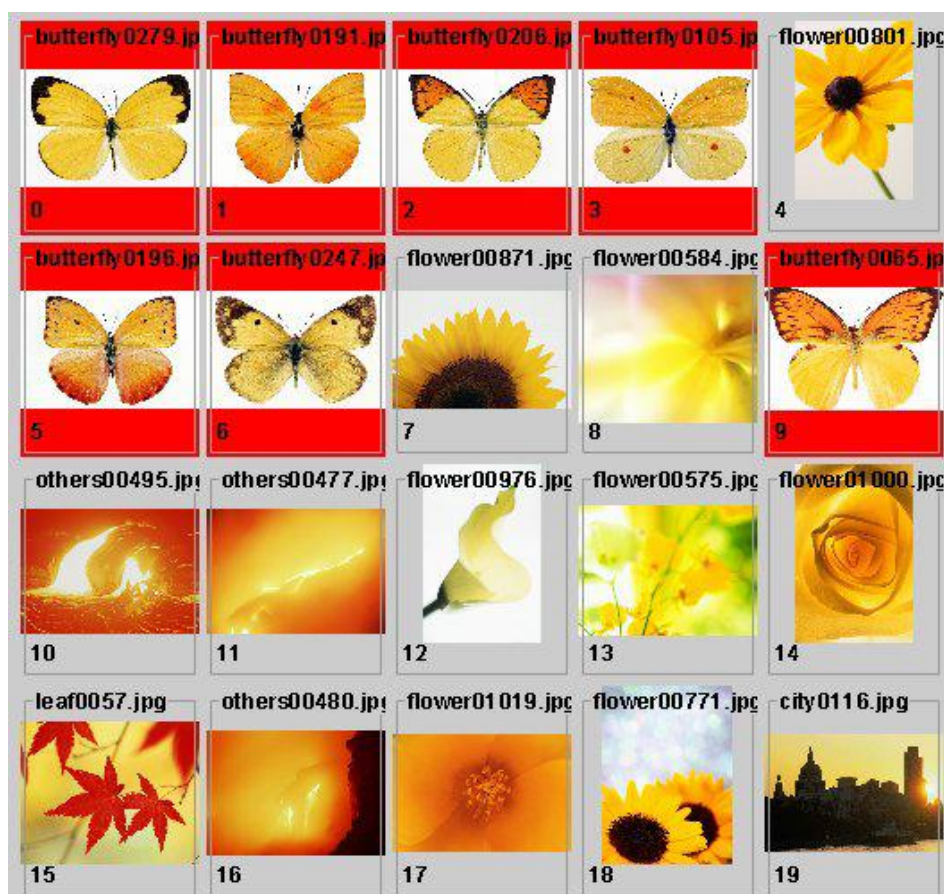 butterfly0279.jp butterfly0191.jp butterfly0206.jp butterfly0105.jp flower00801.jpg
0 1 2 3 4
butterfly0196.jp butterfly0247.jp flower00871.jpg flower00584.jpg butterfly0065.jp
5 6 7 8 9
others00495.jpg others00477.jpg flower00976.jpg flower00575.jpg flower01000.jpg
10 11 12 13 14
leaf0057.jpg others00480.jpg flower01019.jpg flower00771.jpg city0116.jpg
15 16 17 18 19